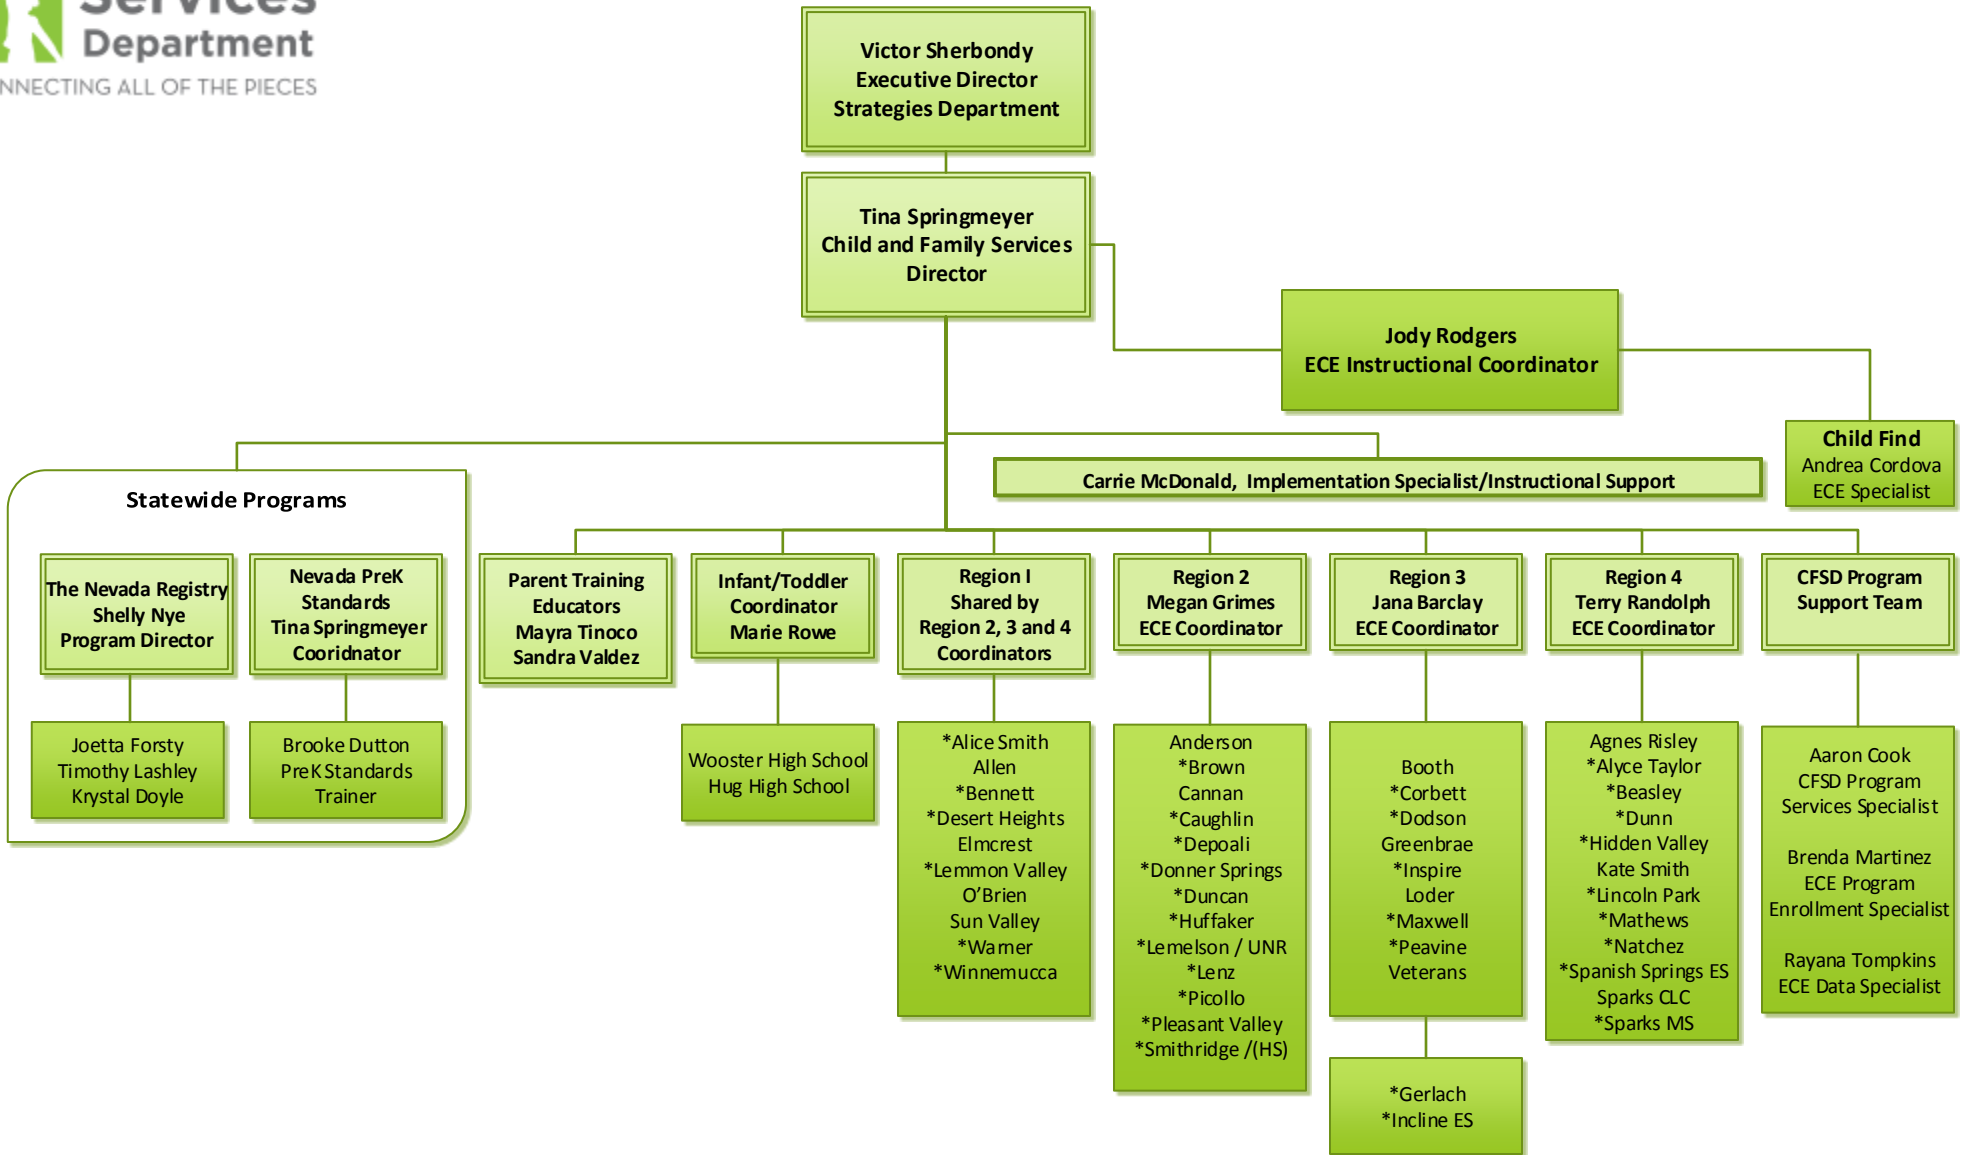 Services
Department
NNECTING ALL OF THE PIECES
Victor Sherbondy
Executive Director
Strategies Department
Tina Springmeyer
Child and Family Services
Director
Jody Rodgers
ECE Instructional Coordinator
Child Find
Andrea Cordova
ECE Specialist
Carrie McDonald, Implementation Specialist/Instructional Support
Statewide Programs
The Nevada Registry
Shelly Nye
Program Director
Joetta Forsty
Timothy Lashley
Krystal Doyle
Nevada PreK
Standards
Tina Springmeyer
Cooridnator
Brooke Dutton
PreK Standards
Trainer
Parent Training
Educators
Mayra Tinoco
Sandra Valdez
Infant/Toddler
Coordinator
Marie Rowe
Wooster High School
Hug High School
Region I
Shared by
Region 2, 3 and 4
Coordinators
*Alice Smith
Allen
*Bennett
*Desert Heights
Elmcrest
*Lemmon Valley
O'Brien
Sun Valley
*Warner
*Winnemucca
Region 2
Megan Grimes
ECE Coordinator
Anderson
*Brown
Cannan
*Caughlin
*Depoali
*Donner Springs
*Duncan
*Huffaker
*Lemelson / UNR
*Lenz
*Picollo
*Pleasant Valley
*Smithridge /(HS)
Region 3
Jana Barclay
ECE Coordinator
Booth
*Corbett
*Dodson
Greenbrae
*Inspire
Loder
*Maxwell
*Peavine
Veterans
*Gerlach
*Incline ES
Region 4
Terry Randolph
ECE Coordinator
Agnes Risley
*Alyce Taylor
*Beasley
*Dunn
*Hidden Valley
Kate Smith
*Lincoln Park
*Mathews
*Natchez
*Spanish Springs ES
Sparks CLC
*Sparks MS
CFSD Program
Support Team
Aaron Cook
CFSD Program
Services Specialist
Brenda Martinez
ECE Program
Enrollment Specialist
Rayana Tompkins
ECE Data Specialist